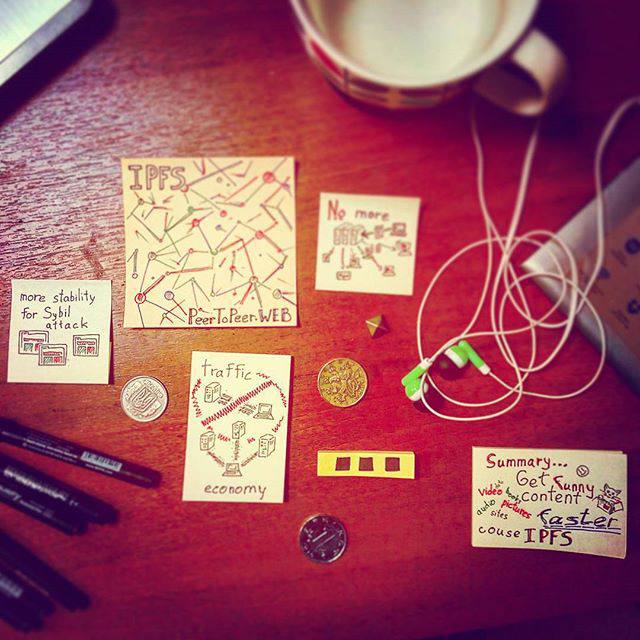 IPFS
PeerToPeer.WEB
No more
more stability
for Sybil
attack
traffic
economy
Summary...
Get funny
video books content
audio pictures
sites faster
couse IPFS